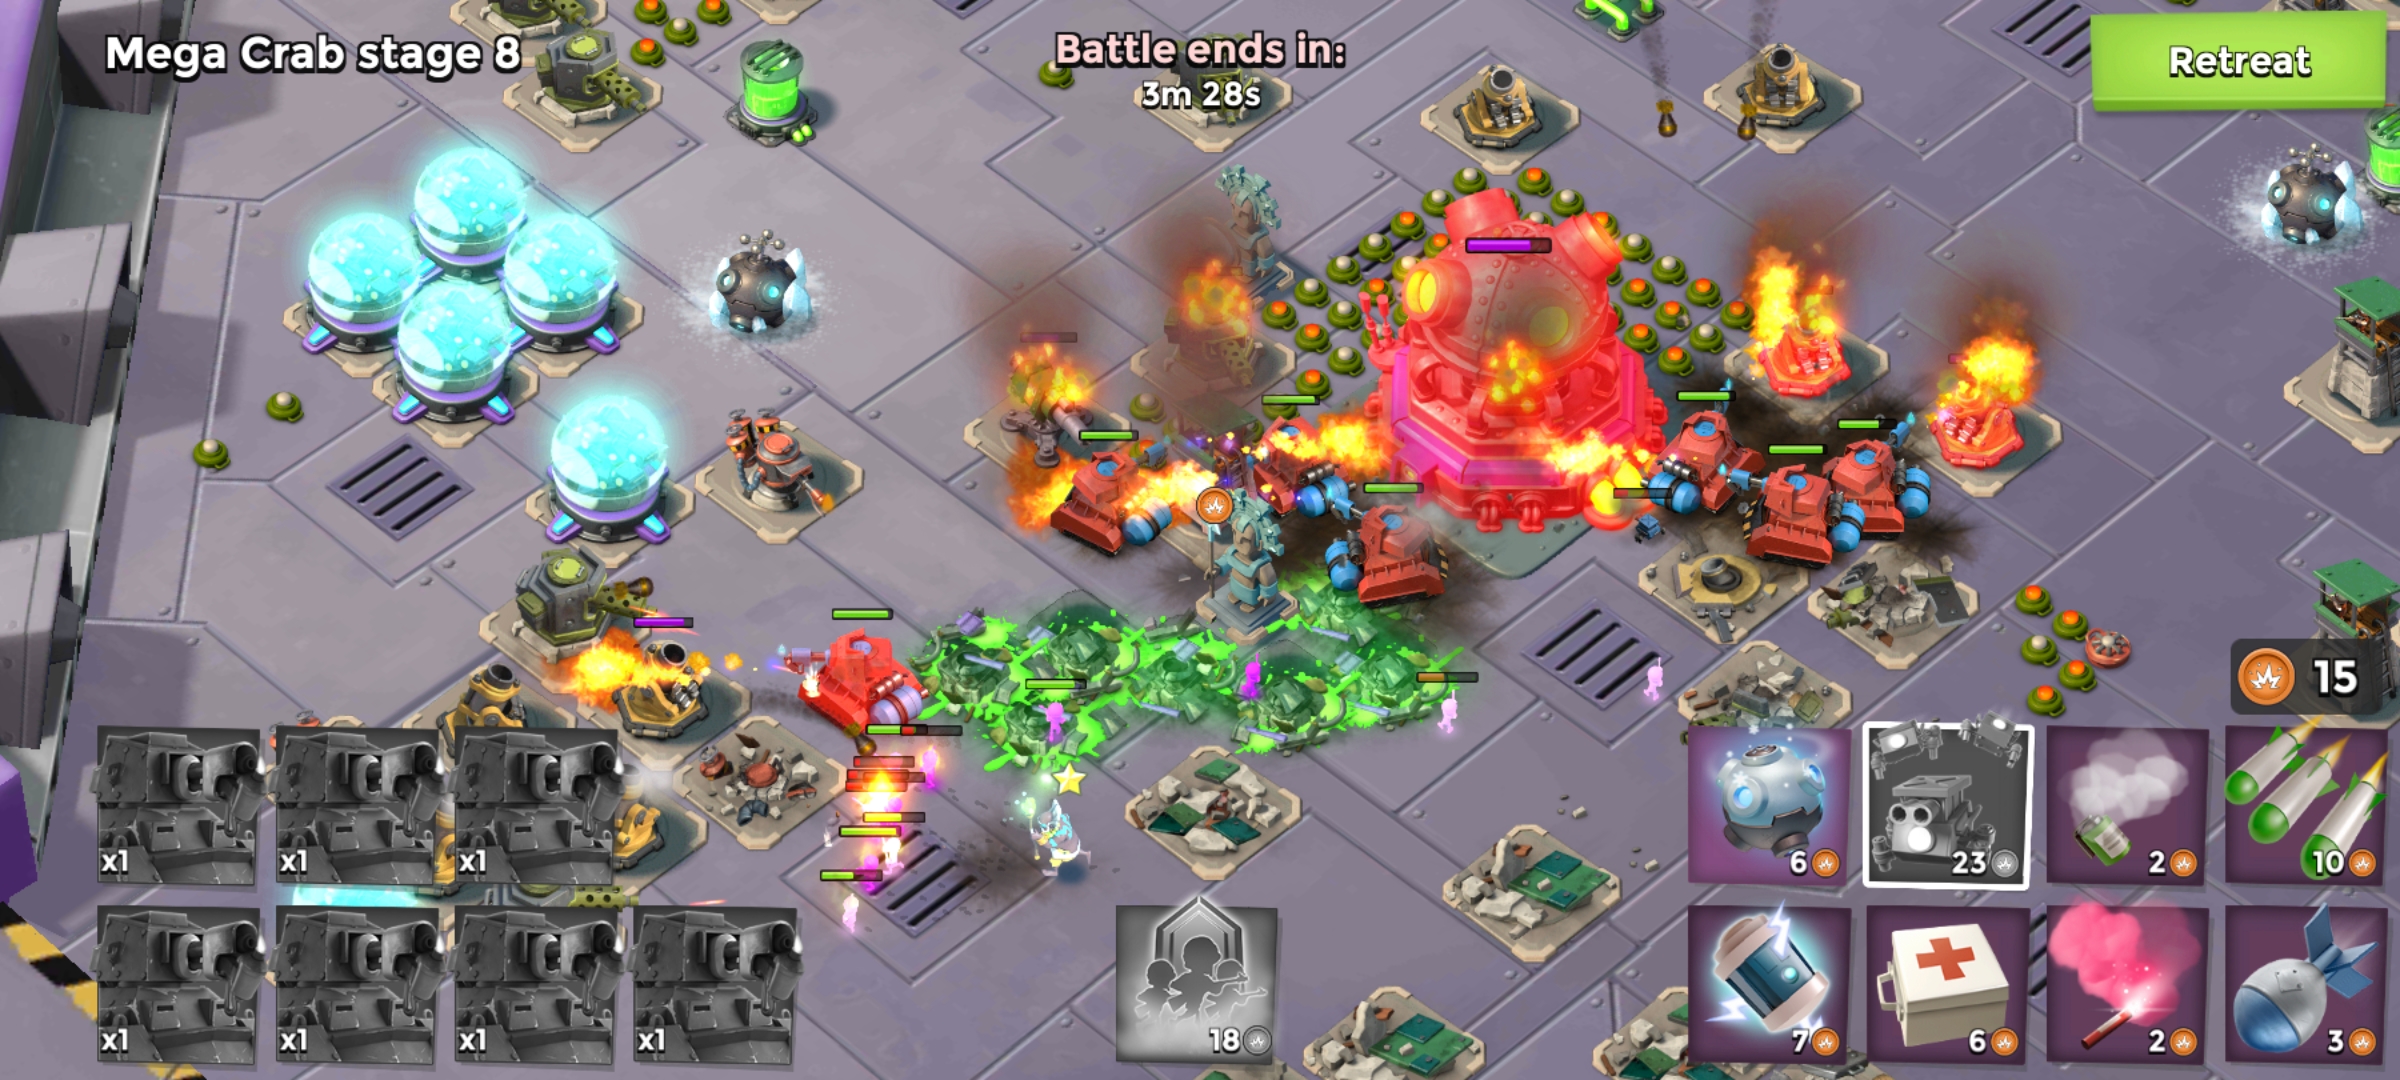 Mega Crab stage 8
Battle ends in:
3m 28s
Retreat
15
x1
x1
x1
6
23
2
10
x1
x1
x1
x1
18
7
6
2
3